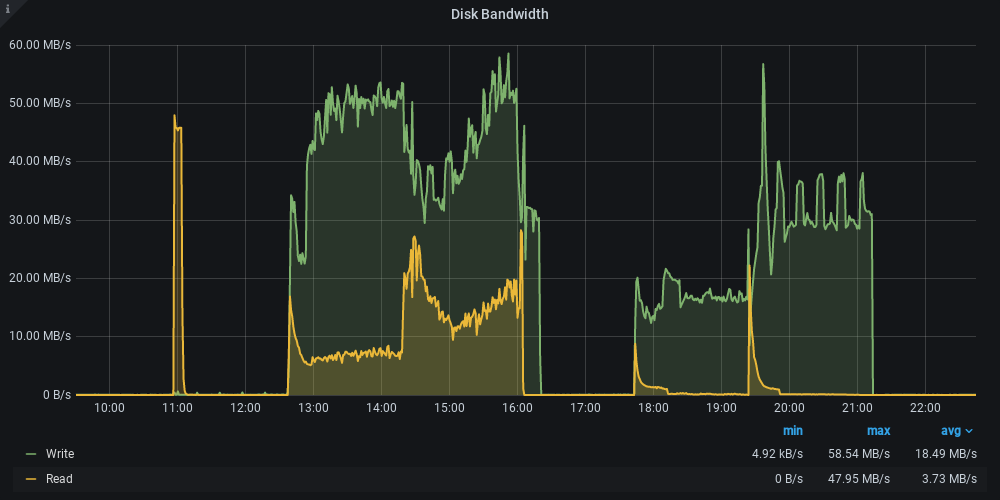 i
Disk Bandwidth
60.00 MB/s
50.00 MB/s
40.00 MB/s
30.00 MB/s
20.00 MB/s
10.00 MB/s
0 B/s
10:00 11:00 12:00 13:00 14:00 15:00 16:00 17:00 18:00 19:00 20:00 21:00 22:00
min max avg
Write 4.92 kB/s 58.54 MB/s 18.49 MB/s
Read 0 B/s 47.95 MB/s 3.73 MB/s